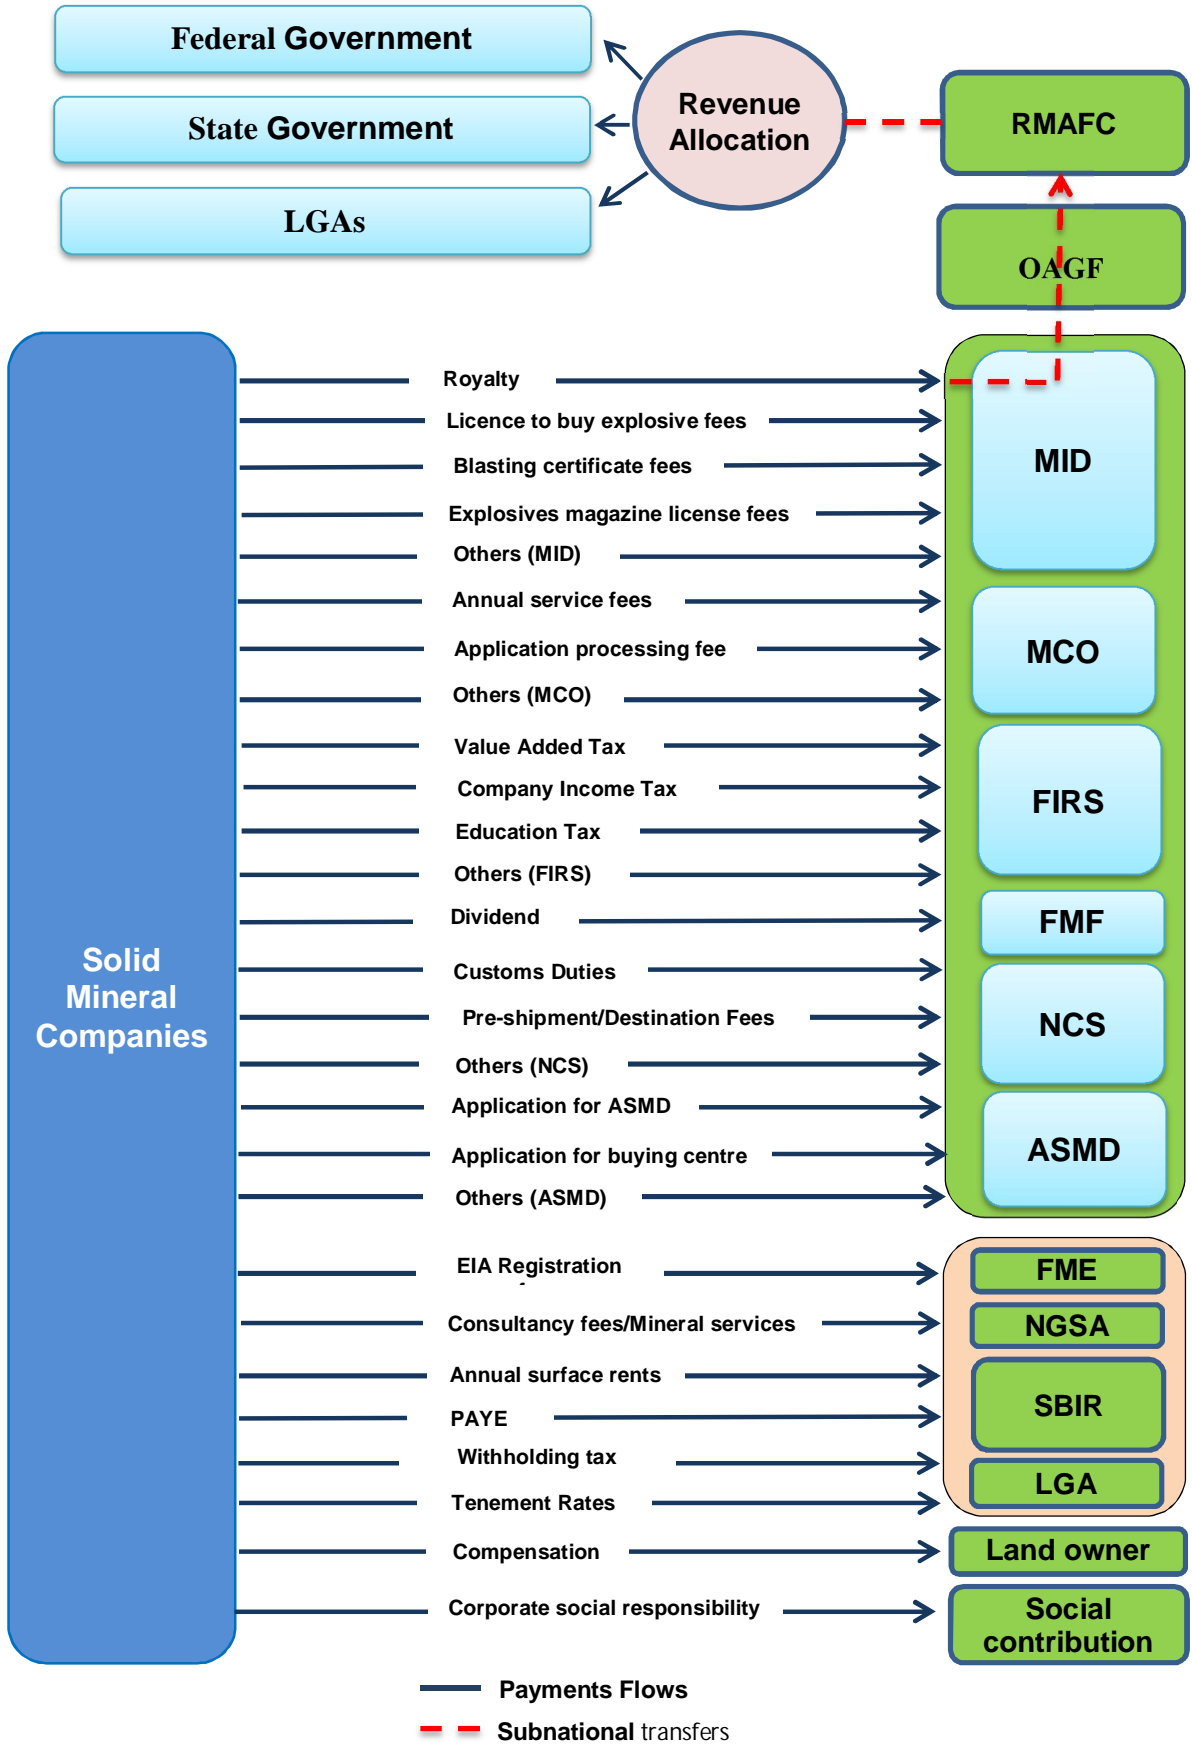 Federal Government
State Government
LGAs
Revenue
Allocation
RMAFC
OAGF
Royalty
Licence to buy explosive fees
Blasting certificate fees
Explosives magazine license fees
Others (MID)
MID
Annual service fees
Application processing fee
Others (MCO)
MCO
Value Added Tax
Company Income Tax
Education Tax
Others (FIRS)
FIRS
Dividend
FMF
Solid
Mineral
Companies
Customs Duties
Pre-shipment/Destination Fees
Others (NCS)
NCS
Application for ASMD
Application for buying centre
Others (ASMD)
ASMD
EIA Registration
FME
Consultancy fees/Mineral services
NGSA
Annual surface rents
PAYE
Withholding tax
SBIR
Tenement Rates
LGA
Compensation
Land owner
Corporate social responsibility
Social
contribution
Payments Flows
Subnational transfers